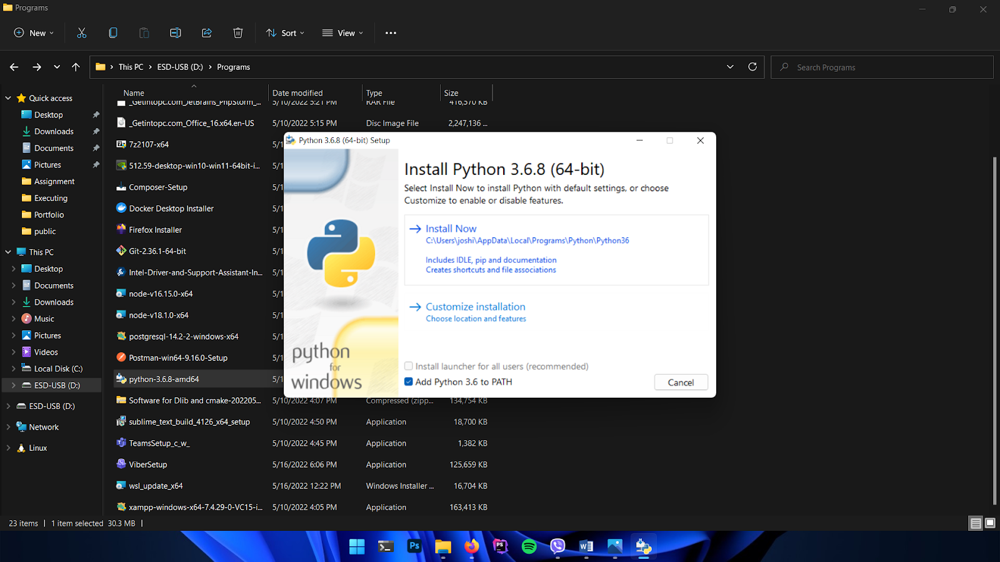 Programs
New
Sort
View
This PC
ESD-USB (D:)
Programs
Search Programs
Quick access
Desktop
Downloads
Documents
Pictures
Assignment
Executing
Portfolio
public
This PC
Desktop
Documents
Downloads
Music
Pictures
Videos
Local Disk (C:)
ESD-USB (D:)
ESD-USB (D:)
Network
Linux
Name Date modified Type Size
_Getintopc.com_JetBrains_PhpStorm_... 5/10/2022 5:21 PM RAR File 416,570 KB
_Getintopc.com_Office_16.x64.en-US 5/10/2022 5:15 PM Disc Image File 2,247,136 ...
7z2107-x64 5/1
512.59-desktop-win10-win11-64bit-i... 5/1
Composer-Setup 5/1
Docker Desktop Installer 5/1
Firefox Installer 5/1
Git-2.36.1-64-bit 5/1
Intel-Driver-and-Support-Assistant-In... 5/1
node-v16.15.0-x64 5/1
node-v18.1.0-x64 5/1
postgresql-14.2-2-windows-x64 5/1
Postman-win64-9.16.0-Setup 5/1
python-3.6.8-amd64 5/1
Software for Dlib and cmake-202205... 5/10/2022 4:07 PM Compressed (zipp... 134,754 KB
sublime_text_build_4126_x64_setup 5/10/2022 4:50 PM Application 18,700 KB
TeamsSetup_c_w_ 5/10/2022 4:45 PM Application 1,382 KB
ViberSetup 5/16/2022 6:06 PM Application 125,659 KB
wsl_update_x64 5/16/2022 12:22 PM Windows Installer ... 16,704 KB
xampp-windows-x64-7.4.29-0-VC15-i... 5/10/2022 4:05 PM Application 163,413 KB
Python 3.6.8 (64-bit) Setup
Install Python 3.6.8 (64-bit)
Select Install Now to install Python with default settings, or choose
Customize to enable or disable features.
Install Now
C:\Users\joshi\AppData\Local\Programs\Python\Python36
Includes IDLE, pip and documentation
Creates shortcuts and file associations
Customize installation
Choose location and features
Install launcher for all users (recommended)
Add Python 3.6 to PATH
Cancel
python
for
windows
23 items
1 item selected 30.3 MB
Ps
PS
W